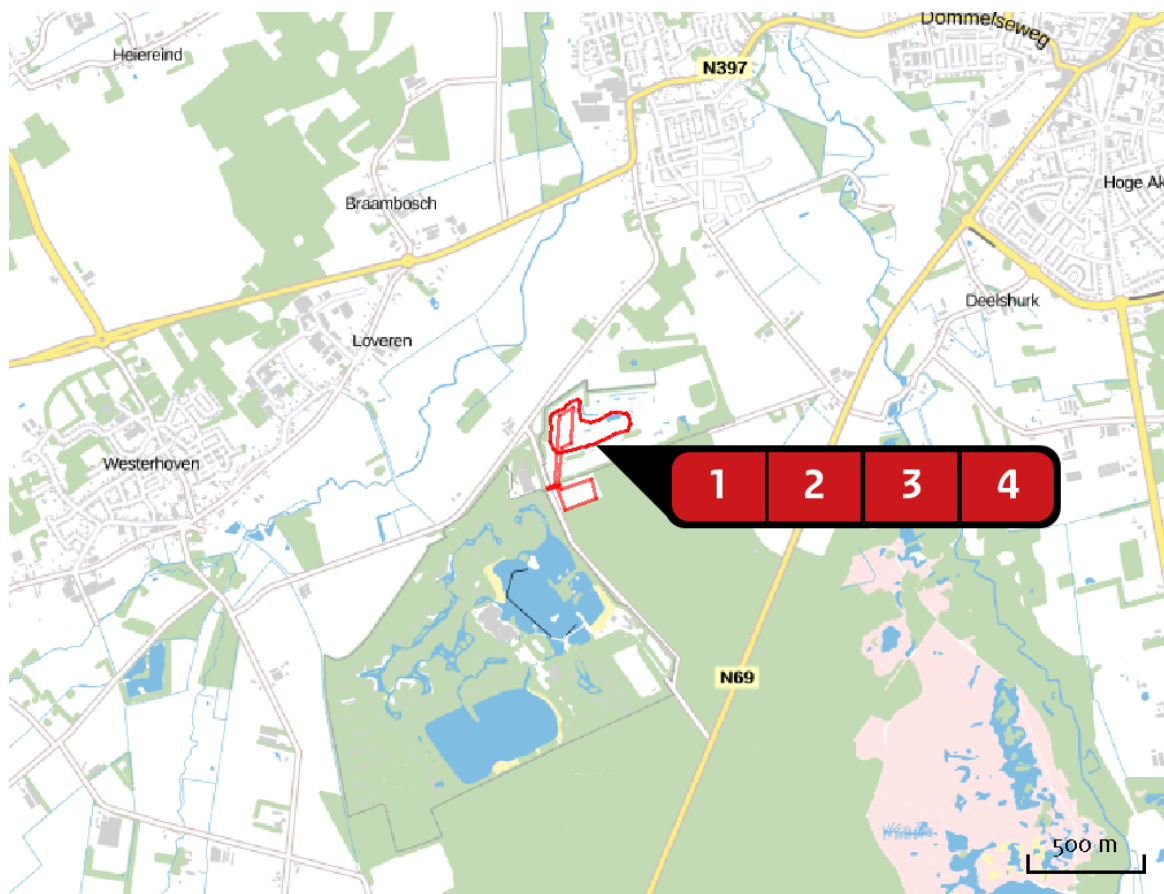 Dommelseweg
Heiereind
N397
Hoge Ak
Braambosch
Deelshurk
Loveren
Westerhoven
1 2 3 4
N69
500 m